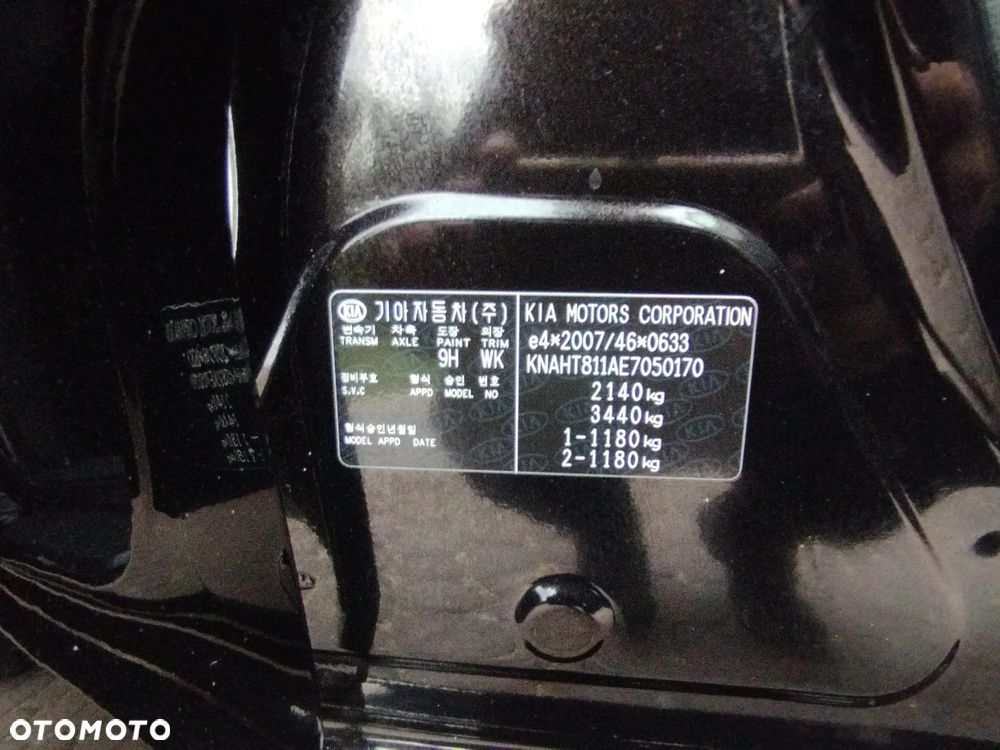 KIA 기아자동차(주)
변속기 차축 도장 외장
TRANSM AXLE PAINT TRIM
9H WK
정비부호 형식 승인 번호
S.V.C APPD MODEL NO
형식승인년월일
MODEL APPD DATE
KIA MOTORS CORPORATION
e4*2007/46*0633
KNAHT811AE7050170
2140kg
3440kg
1-1180kg
2-1180kg
OTOMOTO